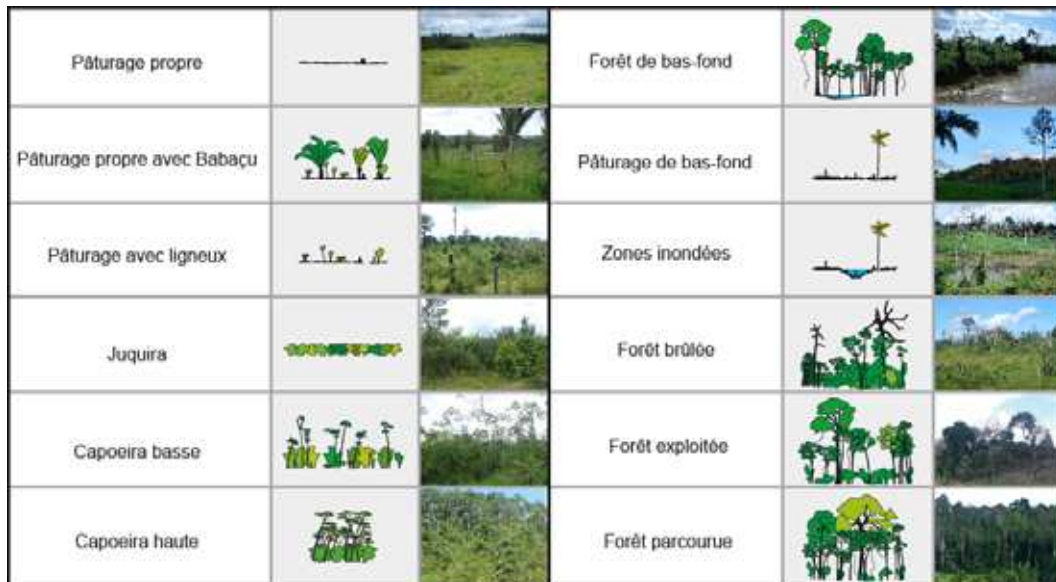 Pâturage propre
Forêt de bas-fond
Pâturage propre avec Babaçu
Pâturage de bas-fond
Pâturage avec ligneux
Zones inondées
Juquira
Forêt brûlée
Capoeira basse
Forêt exploitée
Capoeira haute
Forêt parcourue